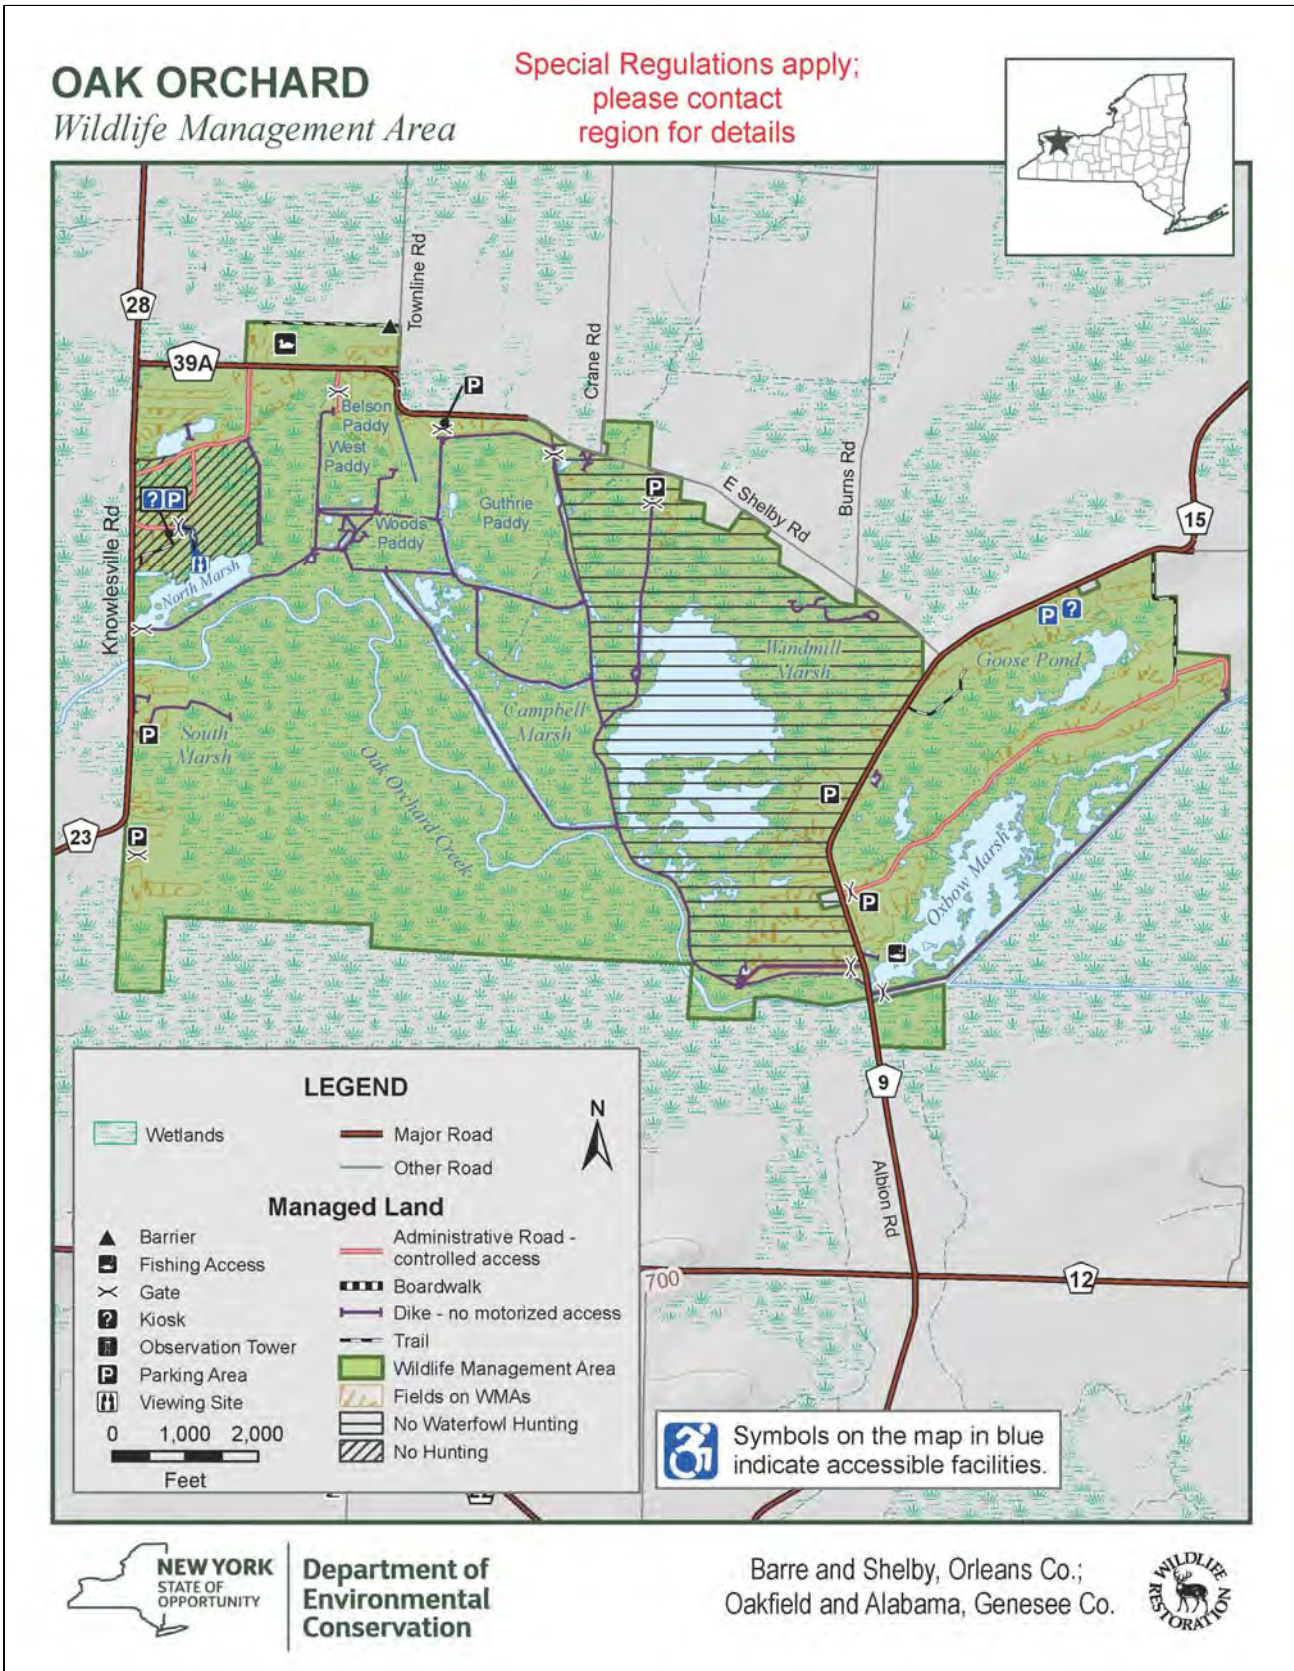 OAK ORCHARD
Wildlife Management Area
Special Regulations apply;
please contact
region for details
28
39A
Townline Rd
P
Crane Rd
Belson
Paddy
West
Paddy
Guthrie
Paddy
Woods
Paddy
P
E Shelby Rd
Burns Rd
15
? P
Knowlesville Rd
North Marsh
P ?
Goose Pond
Windmill
Marsh
Campbell
Marsh
South
Marsh
P
Oak Orchard Creek
P
23
P
Oxbow Marsh
P
9
Albion Rd
12
700
LEGEND
Wetlands
Major Road
Other Road
N
Managed Land
Barrier
Fishing Access
Gate
? Kiosk
Observation Tower
P Parking Area
Viewing Site
Administrative Road -
controlled access
Boardwalk
Dike - no motorized access
Trail
Wildlife Management Area
Fields on WMAs
No Waterfowl Hunting
No Hunting
0 1,000 2,000
Feet
Symbols on the map in blue
indicate accessible facilities.
NEW YORK
STATE OF
OPPORTUNITY
Department of
Environmental
Conservation
Barre and Shelby, Orleans Co.;
Oakfield and Alabama, Genesee Co.
WILDLIFE
RESTORATION